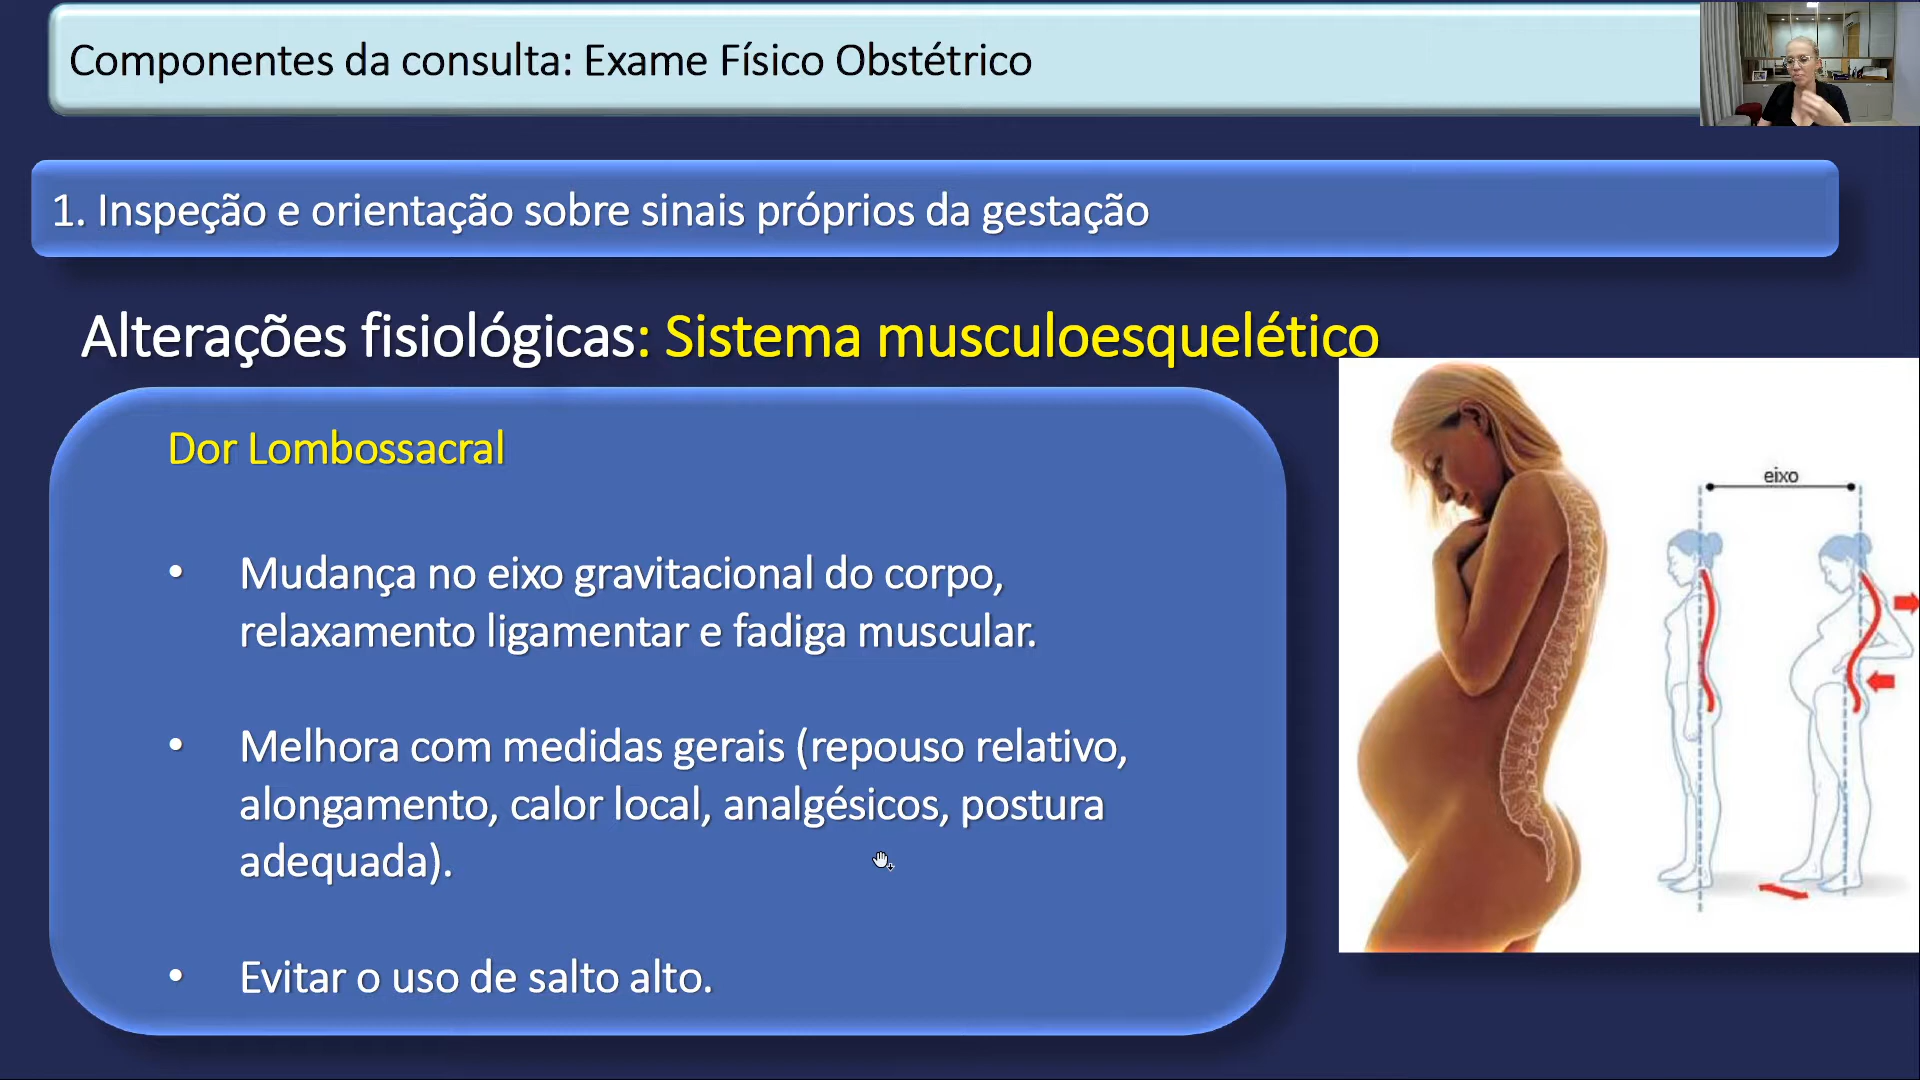 Componentes da consulta: Exame Físico Obstétrico
1. Inspeção e orientação sobre sinais próprios da gestação
Alterações fisiológicas: Sistema musculoesquelético
Dor Lombossacral
• Mudança no eixo gravitacional do corpo,
relaxamento ligamentar e fadiga muscular.
• Melhora com medidas gerais (repouso relativo,
alongamento, calor local, analgésicos, postura
adequada).
• Evitar o uso de salto alto.
eixo